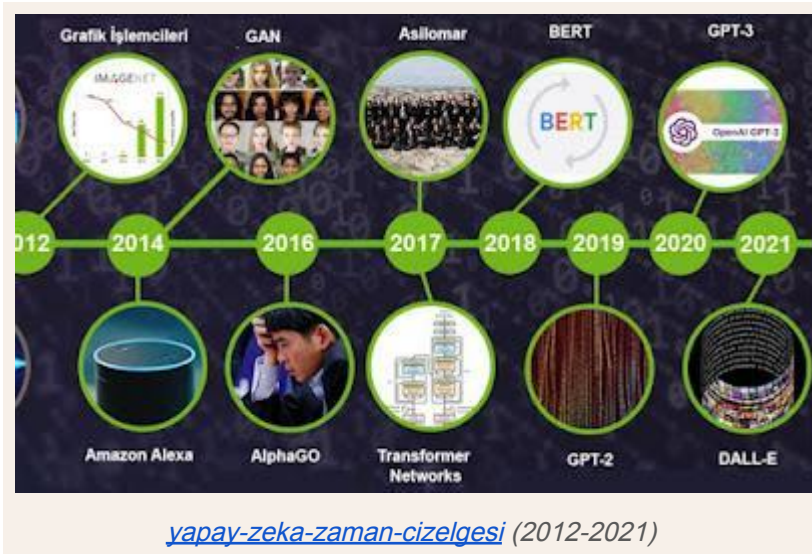 Grafik İşlemcileri
GAN
Asilomar
BERT
GPT-3
IMAGENET
BERT
OpenAI GPT-3
2012
2014
2016
2017
2018
2019
2020
2021
Amazon Alexa
AlphaGO
Transformer
Networks
GPT-2
DALL-E
yapay-zeka-zaman-cizelgesi (2012-2021)